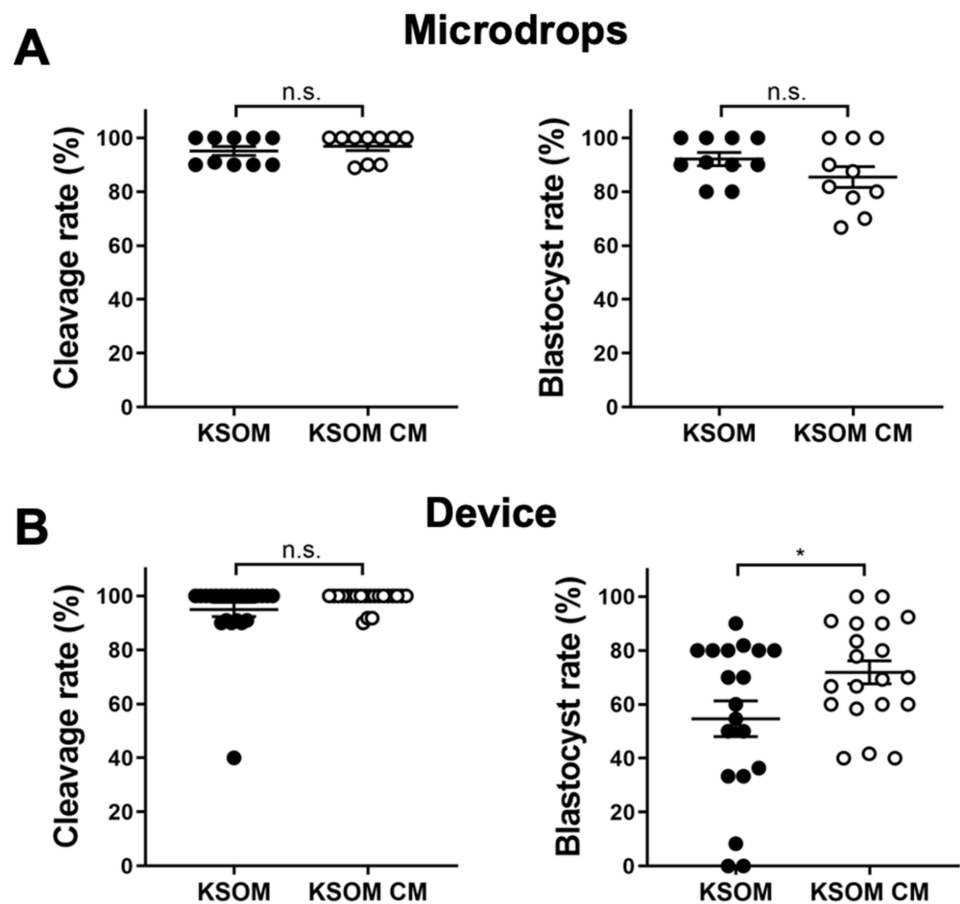 A
Microdrops
n.s.
Cleavage rate (%)
100
80
60
40
20
0
KSOM
KSOM CM
n.s.
Blastocyst rate (%)
100
80
60
40
20
0
KSOM
KSOM CM
B
Device
n.s.
Cleavage rate (%)
100
80
60
40
20
0
KSOM
KSOM CM
*
Blastocyst rate (%)
100
80
60
40
20
0
KSOM
KSOM CM